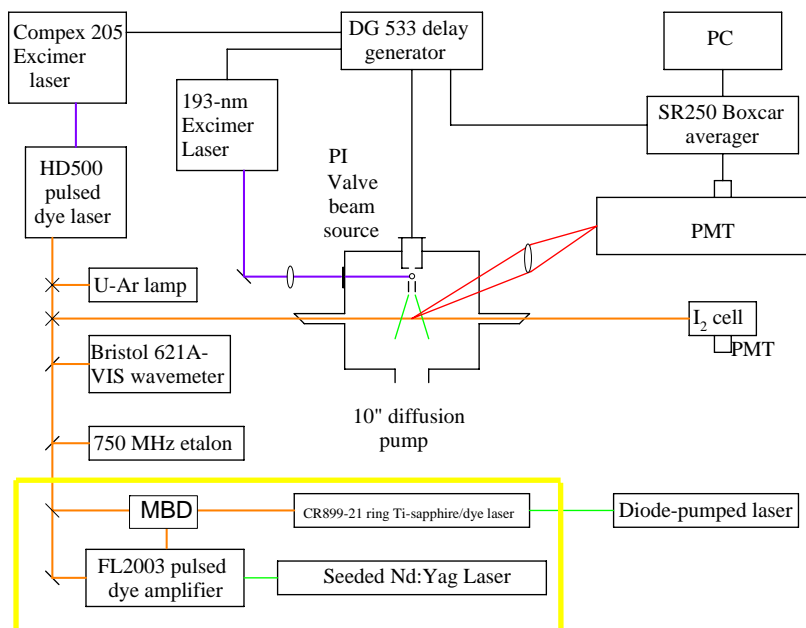 Compex 205
Excimer
laser
DG 533 delay
generator
PC
193-nm
Excimer
Laser
SR250 Boxcar
averager
HD500
pulsed
dye laser
PI
Valve
beam
source
PMT
U-Ar lamp
I2 cell
PMT
Bristol 621A-
VIS wavemeter
10" diffusion
pump
750 MHz etalon
MBD
CR899-21 ring Ti-sapphire/dye laser
Diode-pumped laser
FL2003 pulsed
dye amplifier
Seeded Nd:Yag Laser